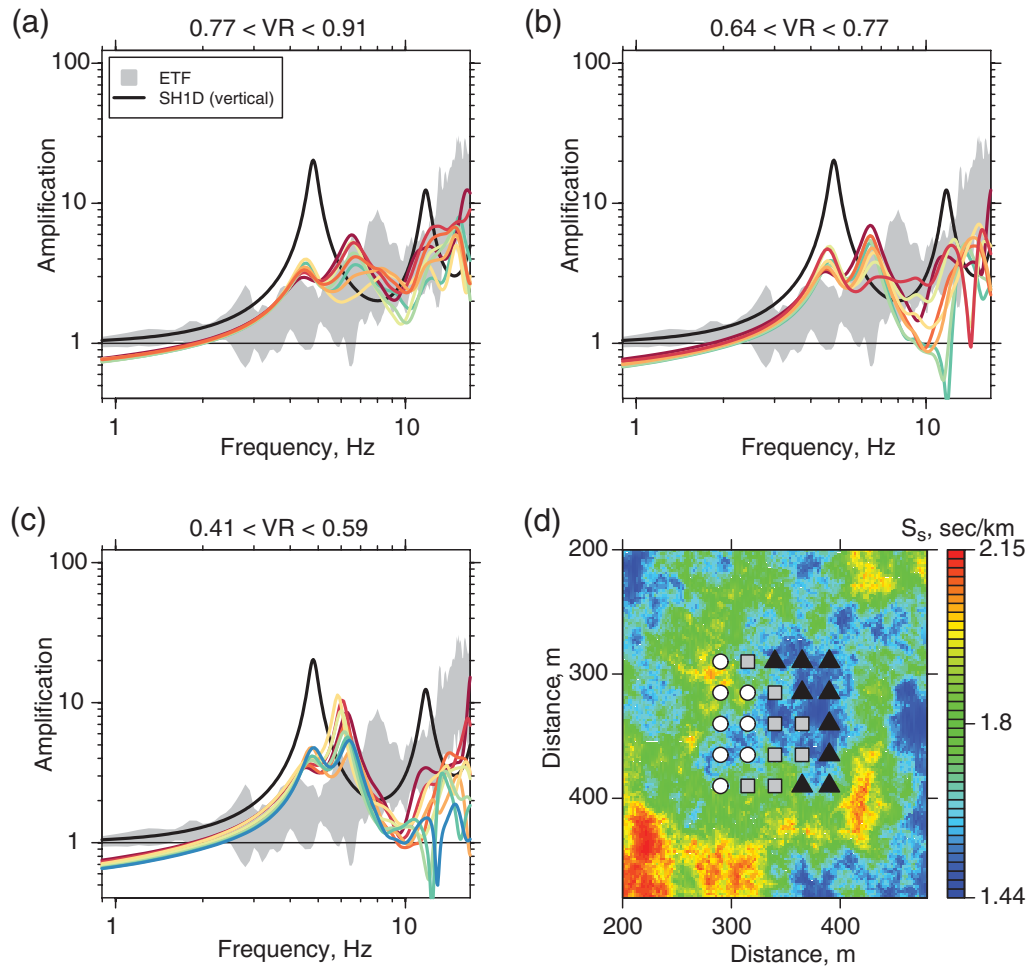 (a)
0.77 < VR < 0.91
100
10
1
Amplification
ETF
SH1D (vertical)
1
10
Frequency, Hz
(b)
0.64 < VR < 0.77
100
10
1
Amplification
1
10
Frequency, Hz
(c)
0.41 < VR < 0.59
100
10
1
Amplification
1
10
Frequency, Hz
(d)
Ss, sec/km
200
300
400
Distance, m
200
300
400
Distance, m
2.15
1.8
1.44